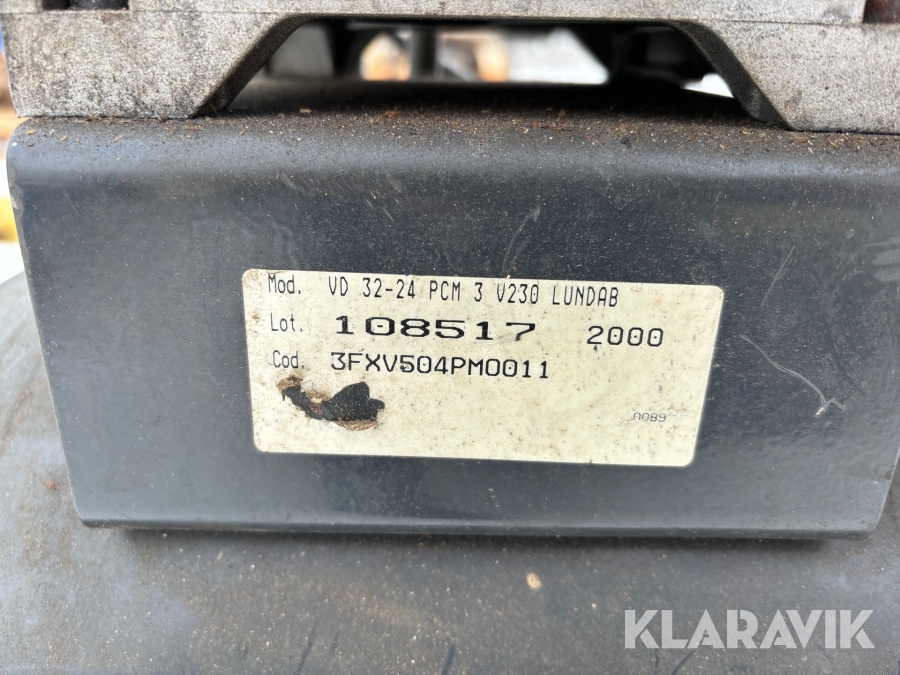 Mod. VD 32-24 PCM 3 V230 LUNDAB
Lot. 108517 2000
Cod. 3FXV504PM0011
0089
KLARAVIK